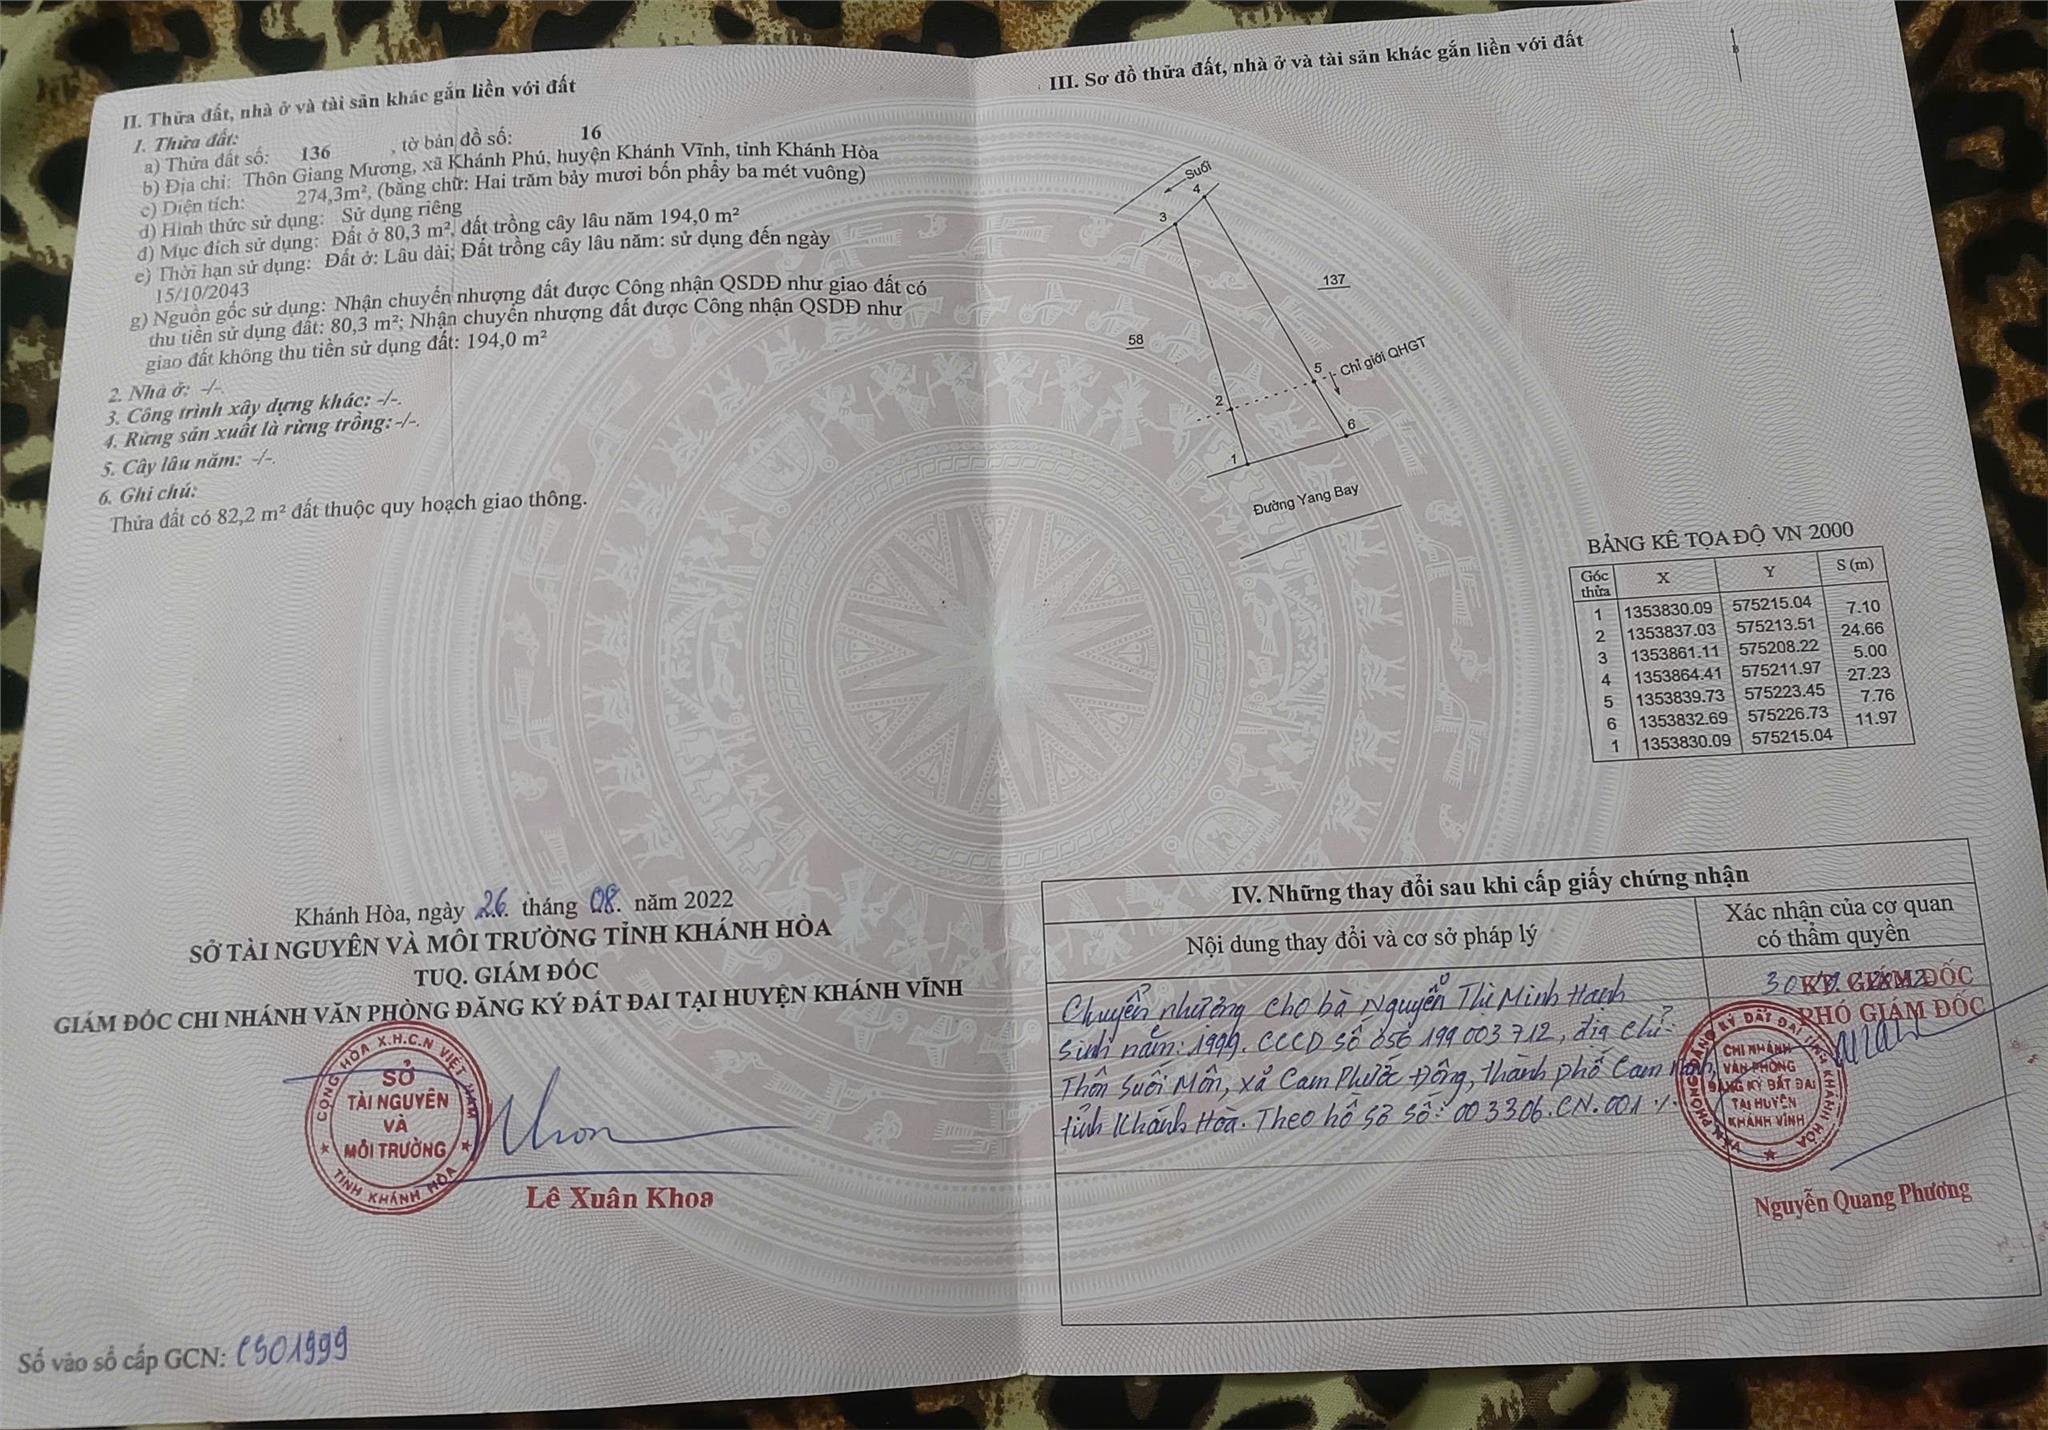 II. Thửa đất, nhà ở và tài sản khác gắn liền với đất
1. Thửa đất:
a) Thửa đất số: 136 , tờ bản đồ số: 16
b) Địa chỉ: Thôn Giang Mương, xã Khánh Phú, huyện Khánh Vĩnh, tỉnh Khánh Hòa
c) Diện tích: 274,3m², (bằng chữ: Hai trăm bảy mươi bốn phẩy ba mét vuông)
d) Hình thức sử dụng: Sử dụng riêng
đ) Mục đích sử dụng: Đất ở 80,3 m², đất trồng cây lâu năm 194,0 m²
e) Thời hạn sử dụng: Đất ở: Lâu dài; Đất trồng cây lâu năm: sử dụng đến ngày
15/10/2043
g) Nguồn gốc sử dụng: Nhận chuyển nhượng đất được Công nhận QSDĐ như giao đất có
thu tiền sử dụng đất: 80,3 m²; Nhận chuyển nhượng đất được Công nhận QSDĐ như
giao đất không thu tiền sử dụng đất: 194,0 m²
2. Nhà ở: -/-.
3. Công trình xây dựng khác: -/-.
4. Rừng sản xuất là rừng trồng: -/-.
5. Cây lâu năm: -/-.
6. Ghi chú:
Thửa đất có 82,2 m² đất thuộc quy hoạch giao thông.
Khánh Hòa, ngày 26. tháng 08. năm 2022
SỞ TÀI NGUYÊN VÀ MÔI TRƯỜNG TỈNH KHÁNH HÒA
TUQ. GIÁM ĐỐC
GIÁM ĐỐC CHI NHÁNH VĂN PHÒNG ĐĂNG KÝ ĐẤT ĐAI TẠI HUYỆN KHÁNH VĨNH
CỘNG HÒA X.H.C.N VIỆT NAM
SỞ
TÀI NGUYÊN
VÀ
MÔI TRƯỜNG
TỈNH KHÁNH HÒA
Lê Xuân Khoa
Số vào sổ cấp GCN: CS01999
III. Sơ đồ thửa đất, nhà ở và tài sản khác gắn liền với đất
B
Suối
4
3
137
58
5
Chỉ giới QHGT
2
6
1
Đường Yang Bay
BẢNG KÊ TỌA ĐỘ VN 2000
Góc thửa X Y S (m)
1 1353830.09 575215.04
7.10
2 1353837.03 575213.51
24.66
3 1353861.11 575208.22
5.00
4 1353864.41 575211.97
27.23
5 1353839.73 575223.45
7.76
6 1353832.69 575226.73
11.97
1 1353830.09 575215.04
IV. Những thay đổi sau khi cấp giấy chứng nhận
Nội dung thay đổi và cơ sở pháp lý
Xác nhận của cơ quan
có thẩm quyền
Chuyển nhượng cho bà Nguyễn Thị Minh Hạnh
Sinh năm: 1999. CCCD số 056 199 003 712, địa chỉ:
Thôn Suối Môn, xã Cam Phước Đông, thành phố Cam Ranh,
tỉnh Khánh Hòa. Theo hồ sơ số: 003306.CN.001
KT. GIÁM ĐỐC
PHÓ GIÁM ĐỐC
VĂN PHÒNG ĐĂNG KÝ ĐẤT ĐAI TỈNH KHÁNH HÒA
CHI NHÁNH
VĂN PHÒNG
ĐĂNG KÝ ĐẤT ĐAI
TẠI HUYỆN
KHÁNH VĨNH
Nguyễn Quang Phương